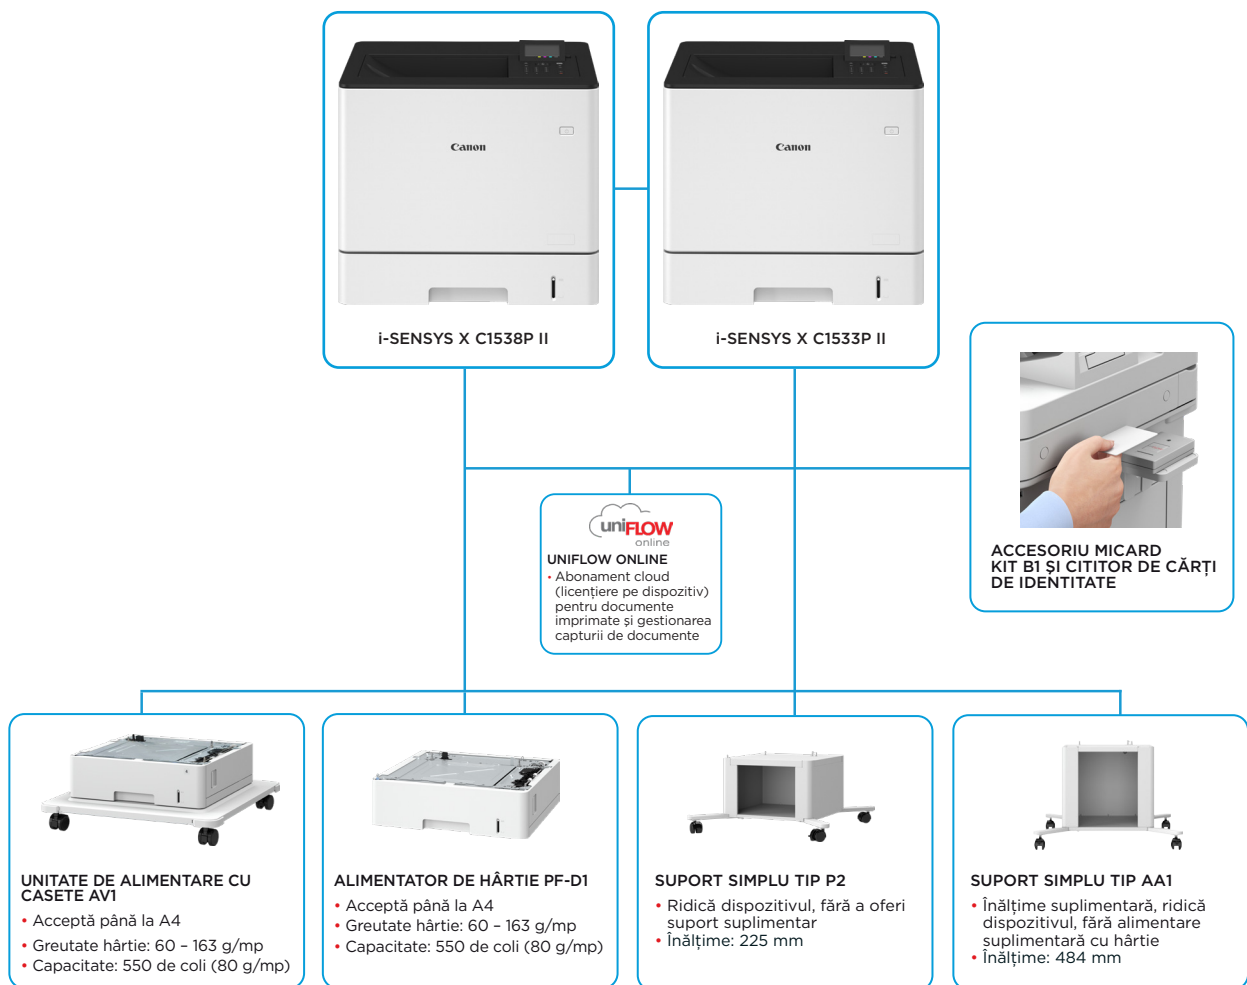 Canon
Canon
i-SENSYS X C1538P II
i-SENSYS X C1533P II
ACCESORIU MICARD
KIT B1 ȘI CITITOR DE CĂRȚI
DE IDENTITATE
uniFLOW
online
UNIFLOW ONLINE
• Abonament cloud
(licențiere pe dispozitiv)
pentru documente
imprimate și gestionarea
capturii de documente
UNITATE DE ALIMENTARE CU
CASETE AV1
• Acceptă până la A4
• Greutate hârtie: 60 – 163 g/mp
• Capacitate: 550 de coli (80 g/mp)
ALIMENTATOR DE HÂRTIE PF-D1
• Acceptă până la A4
• Greutate hârtie: 60 – 163 g/mp
• Capacitate: 550 de coli (80 g/mp)
SUPORT SIMPLU TIP P2
• Ridică dispozitivul, fără a oferi
suport suplimentar
• Înălțime: 225 mm
SUPORT SIMPLU TIP AA1
• Înălțime suplimentară, ridică
dispozitivul, fără alimentare
suplimentară cu hârtie
• Înălțime: 484 mm